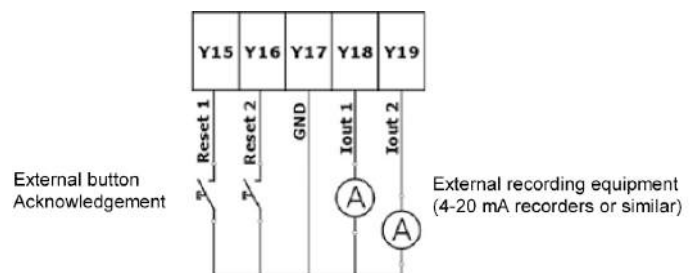 Y15 Y16 Y17 Y18 Y19
Reset 1
Reset 2
GND
Iout 1
Iout 2
External button
Acknowledgement
A
A
External recording equipment
(4-20 mA recorders or similar)